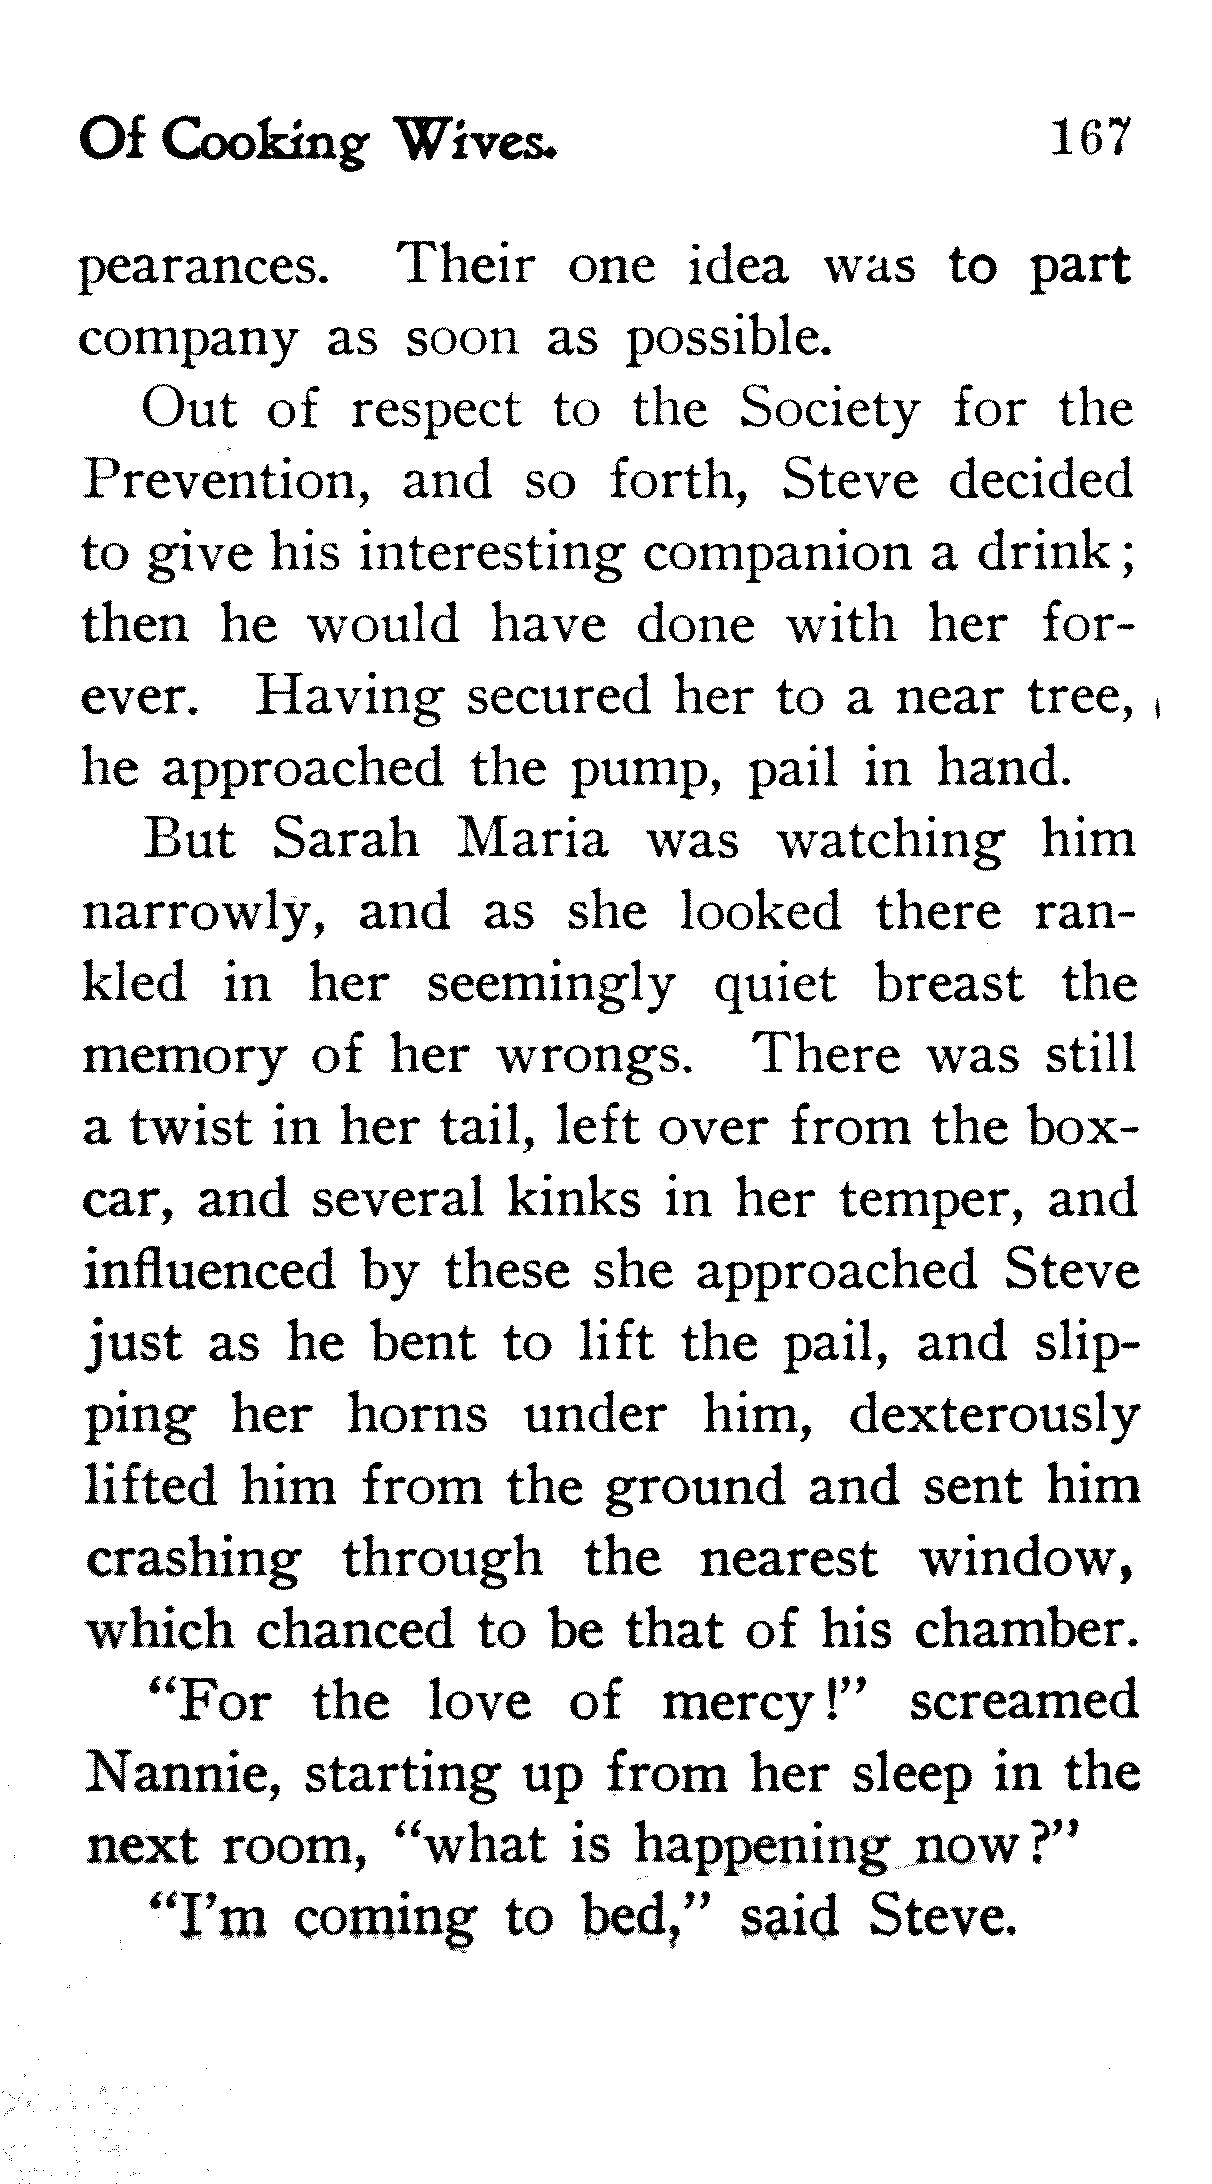 Of Cooking Wives. 167
pearances. Their one idea was to part
company as soon as possible.
Out of respect to the Society for the
Prevention, and so forth, Steve decided
to give his interesting companion a drink;
then he would have done with her for-
ever. Having secured her to a near tree,
he approached the pump, pail in hand.
But Sarah Maria was watching him
narrowly, and as she looked there ran-
kled in her seemingly quiet breast the
memory of her wrongs. There was still
a twist in her tail, left over from the box-
car, and several kinks in her temper, and
influenced by these she approached Steve
just as he bent to lift the pail, and slip-
ping her horns under him, dexterously
lifted him from the ground and sent him
crashing through the nearest window,
which chanced to be that of his chamber.
“For the love of mercy!” screamed
Nannie, starting up from her sleep in the
next room, “what is happening now?”
“I’m coming to bed,” said Steve.